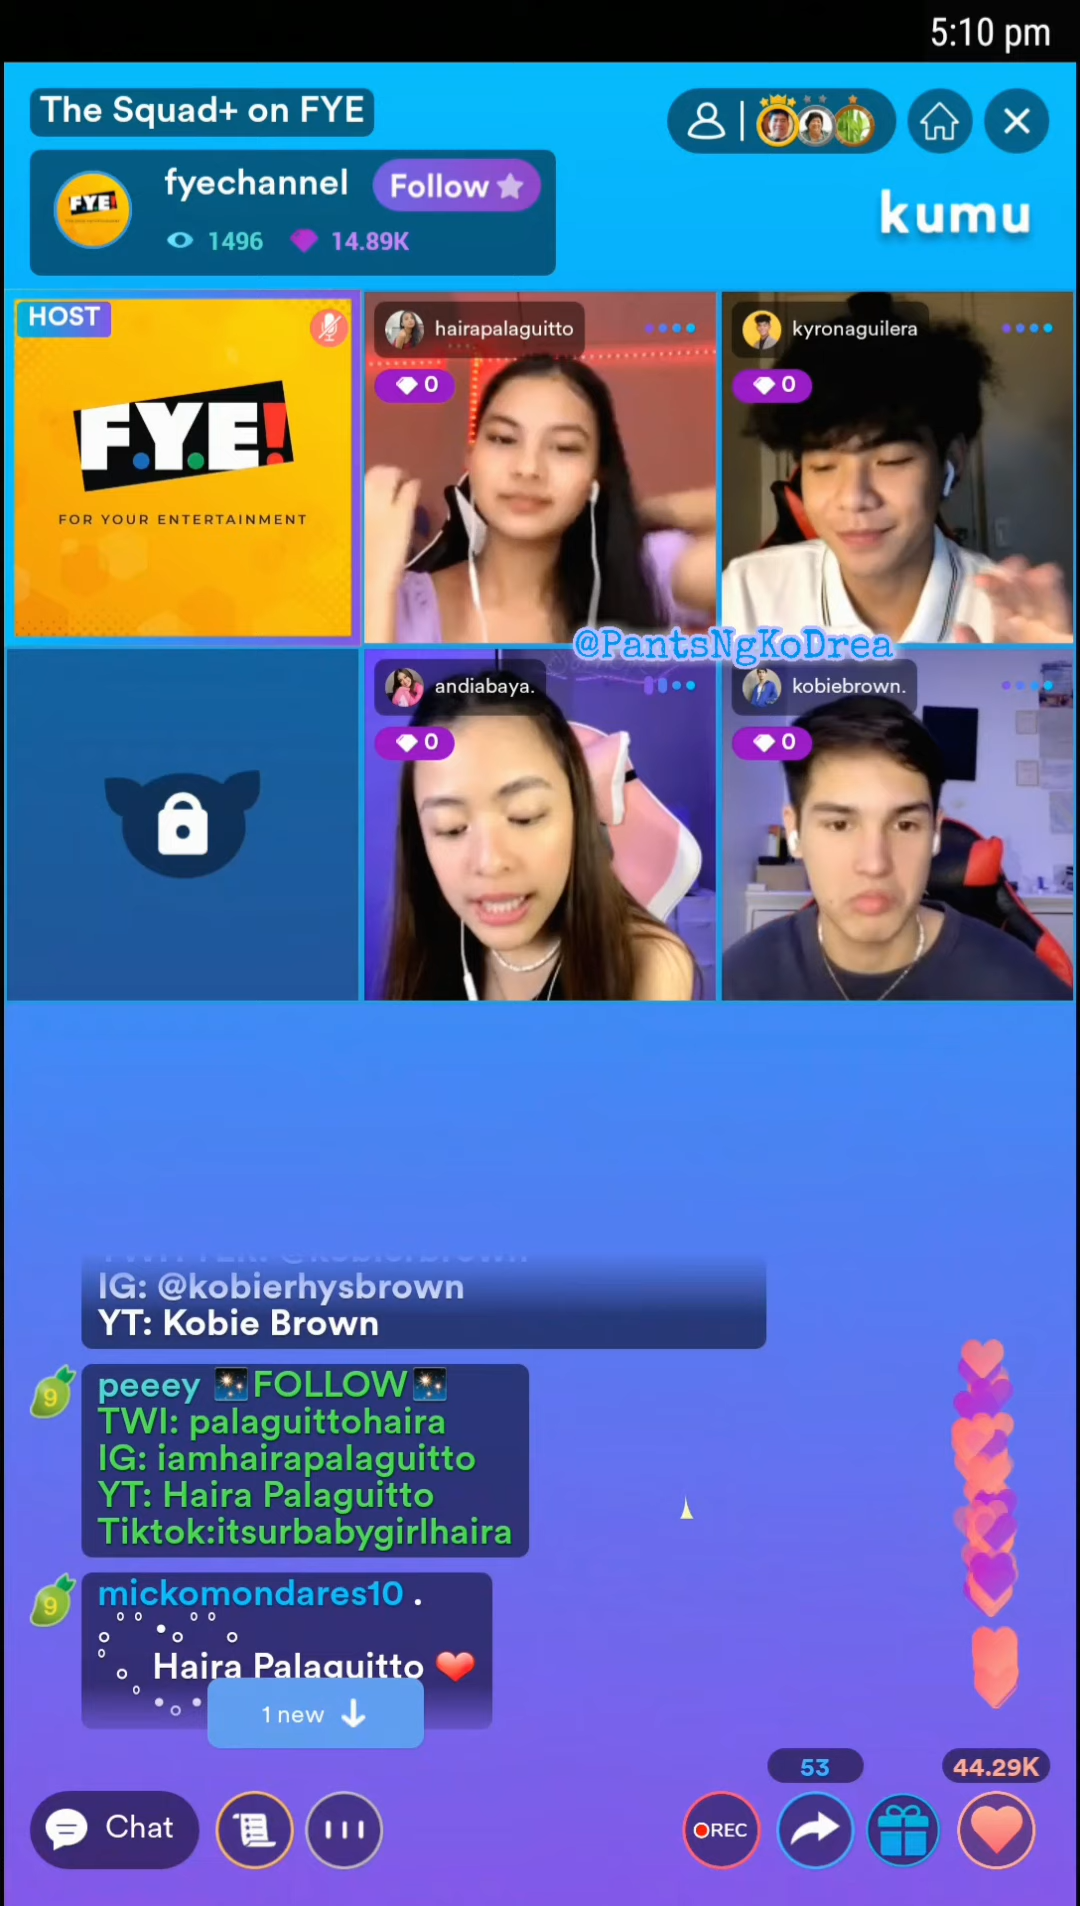 5:10 pm
The Squad+ on FYE
fyechannel
Follow
1496
14.89K
kumu
HOST
F.Y.E!
FOR YOUR ENTERTAINMENT
hairapalaguitto
0
kyronaguilera
0
@PantsNgKoDrea
andiabaya.
0
kobiebrown.
0
IG: @kobierhysbrown
YT: Kobie Brown
9
peeey 🎇FOLLOW🎇
TWI: palaguittohaira
IG: iamhairapalaguitto
YT: Haira Palaguitto
Tiktok:itsurbabygirlhaira
9
mickomondares10 .
Haira Palaguitto ❤️
1 new
53
44.29K
Chat
REC